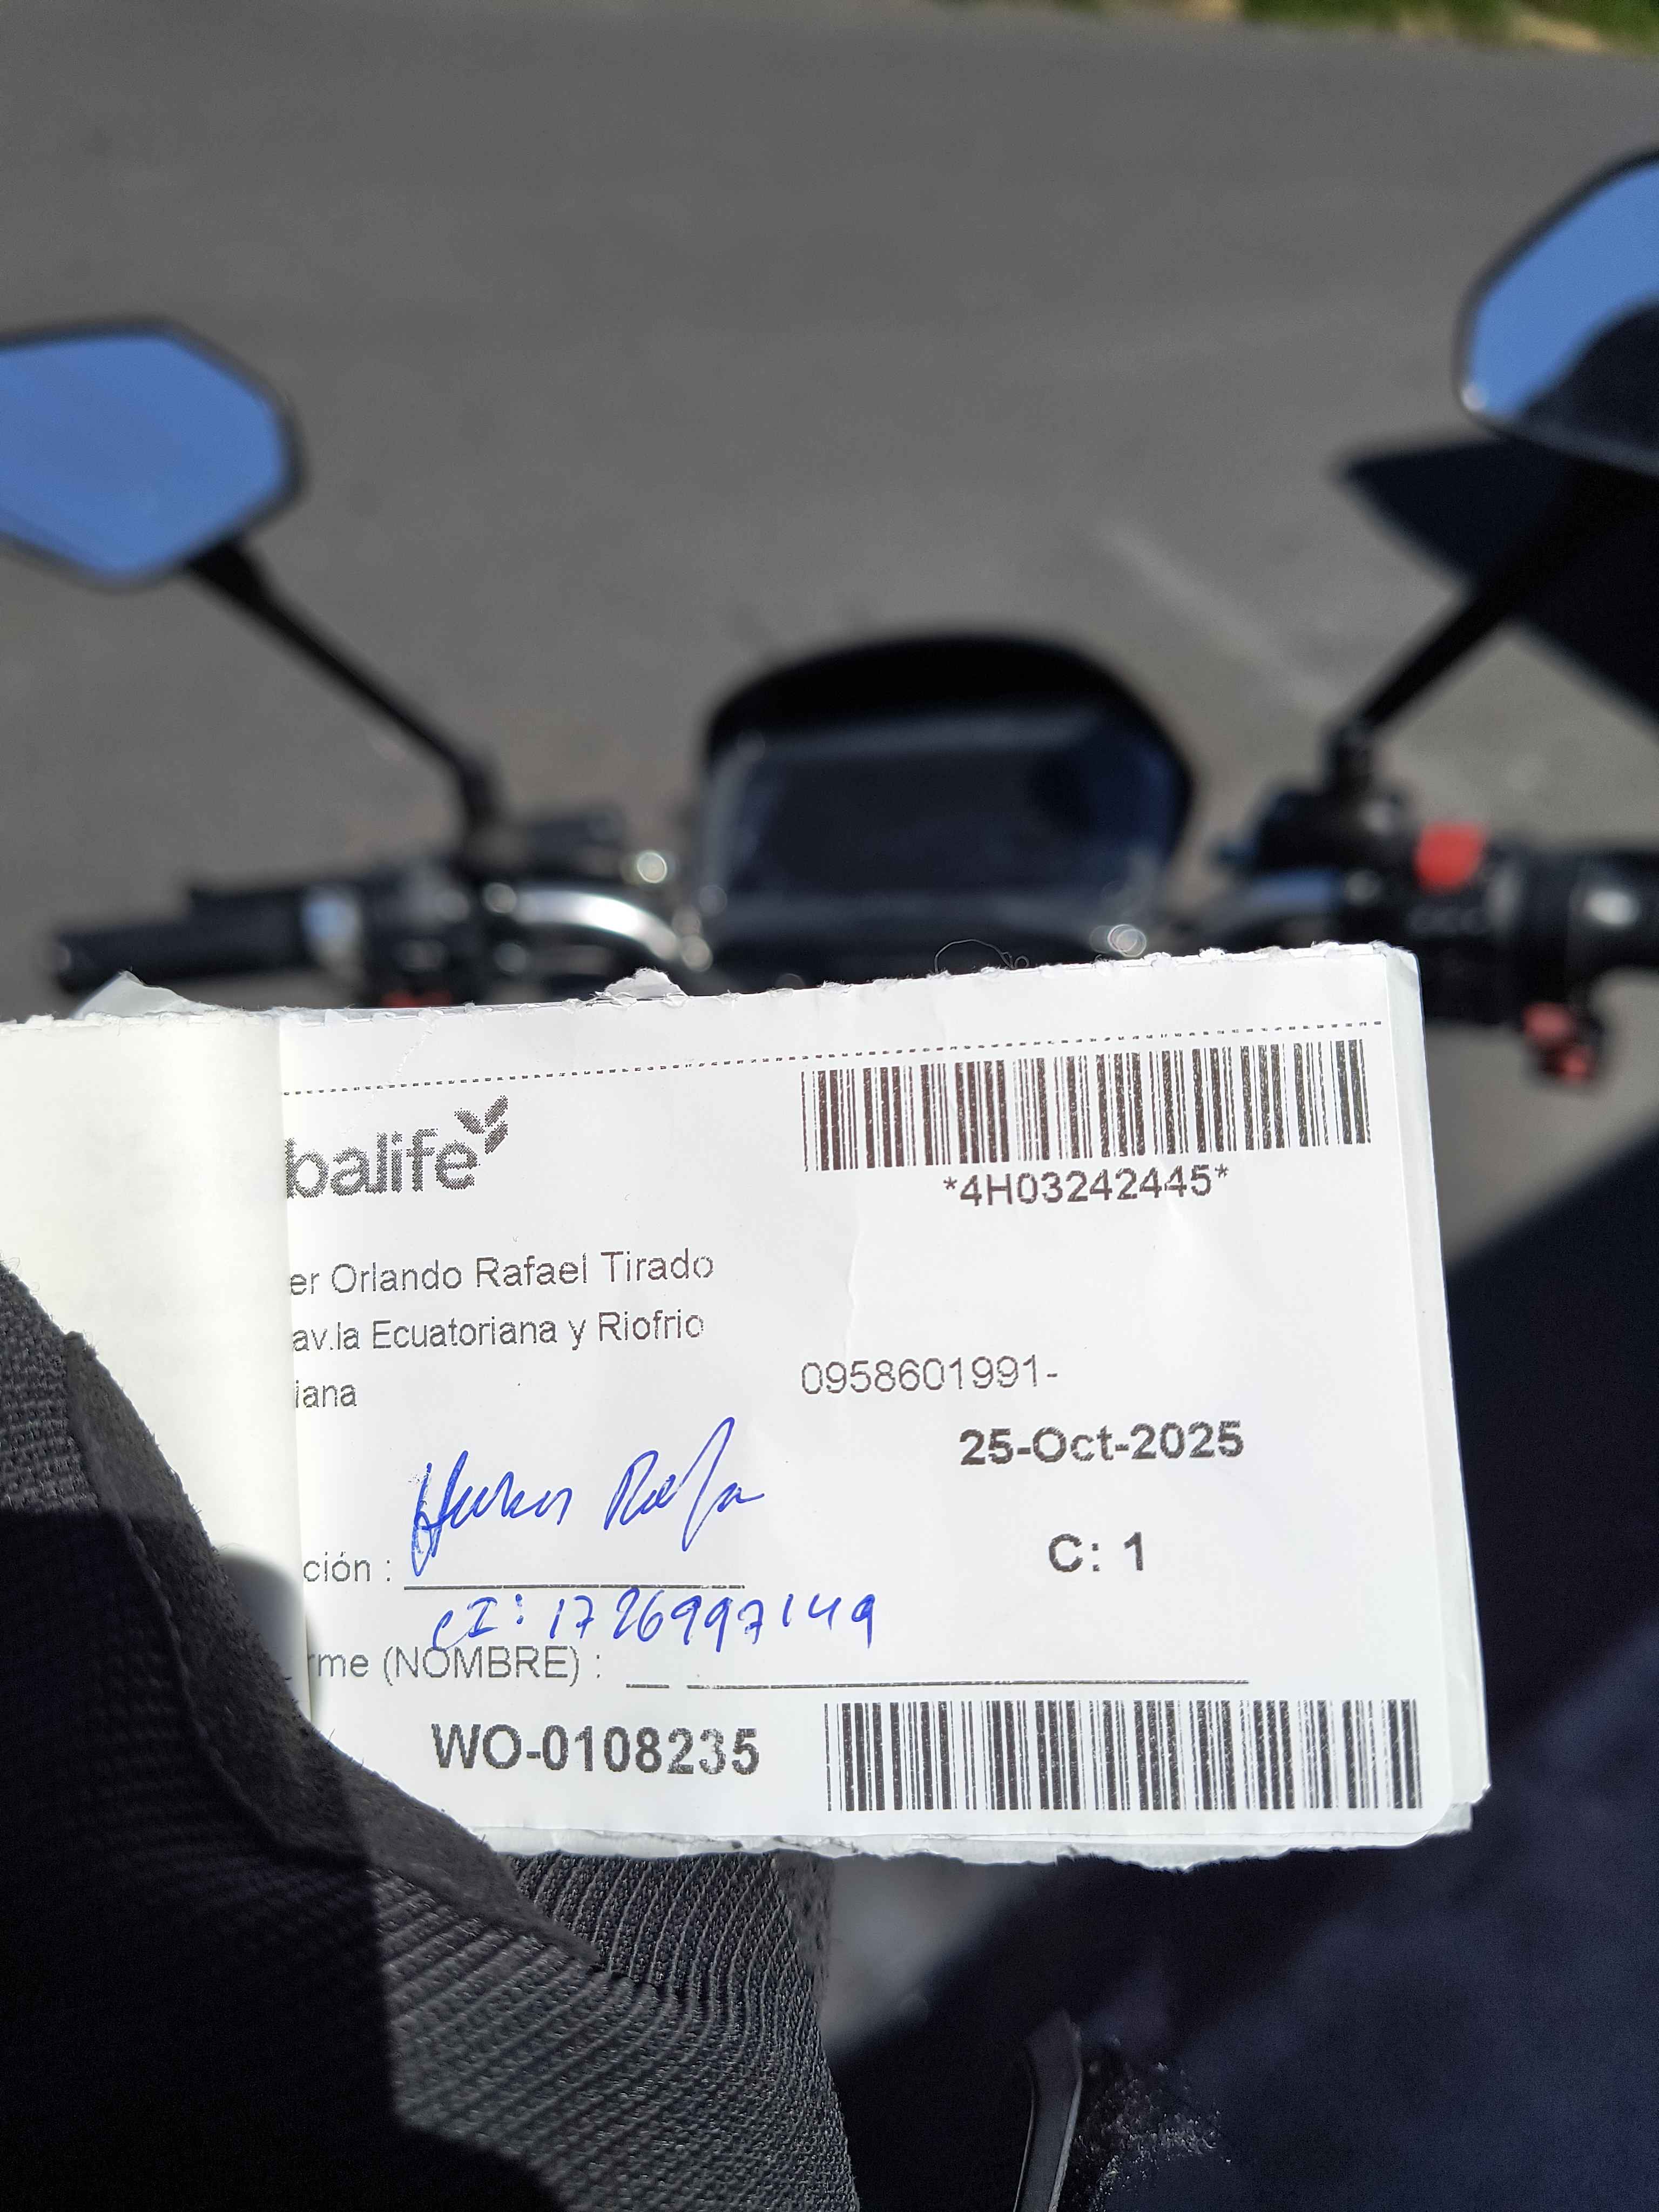 balife
*4H03242445*
er Orlando Rafael Tirado
av.la Ecuatoriana y Riofrio
iana
0958601991-
25-Oct-2025
C: 1
ción :
CI: 1726997149
rme (NOMBRE) :
WO-0108235